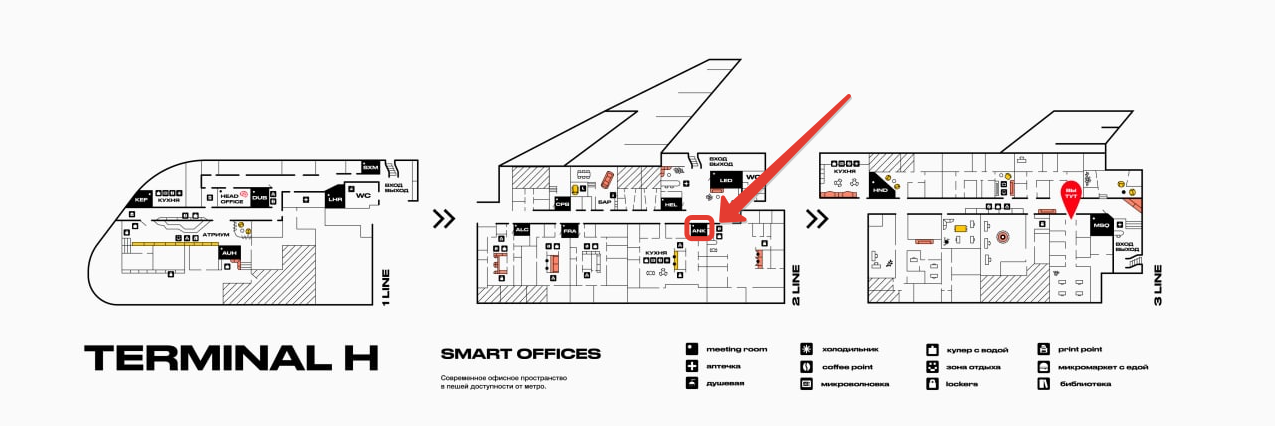 SXM
ВХОД
ВЫХОД
KEF
КУХНЯ
HEAD
OFFICE
DUB
LHR
WC
АТРИУМ
AUH
1 LINE
ВХОД
ВЫХОД
LED
WC
CPB
БАР
HEL
ALC
FRA
ANK
КУХНЯ
2 LINE
КУХНЯ
HND
ВЫ
ТУТ
MSQ
ВХОД
ВЫХОД
3 LINE
TERMINAL H
SMART OFFICES
Современное офисное пространство
в пешей доступности от метро.
meeting room
аптечка
душевая
холодильник
coffee point
микроволновка
кулер с водой
зона отдыха
lockers
print point
микромаркет с едой
библиотека